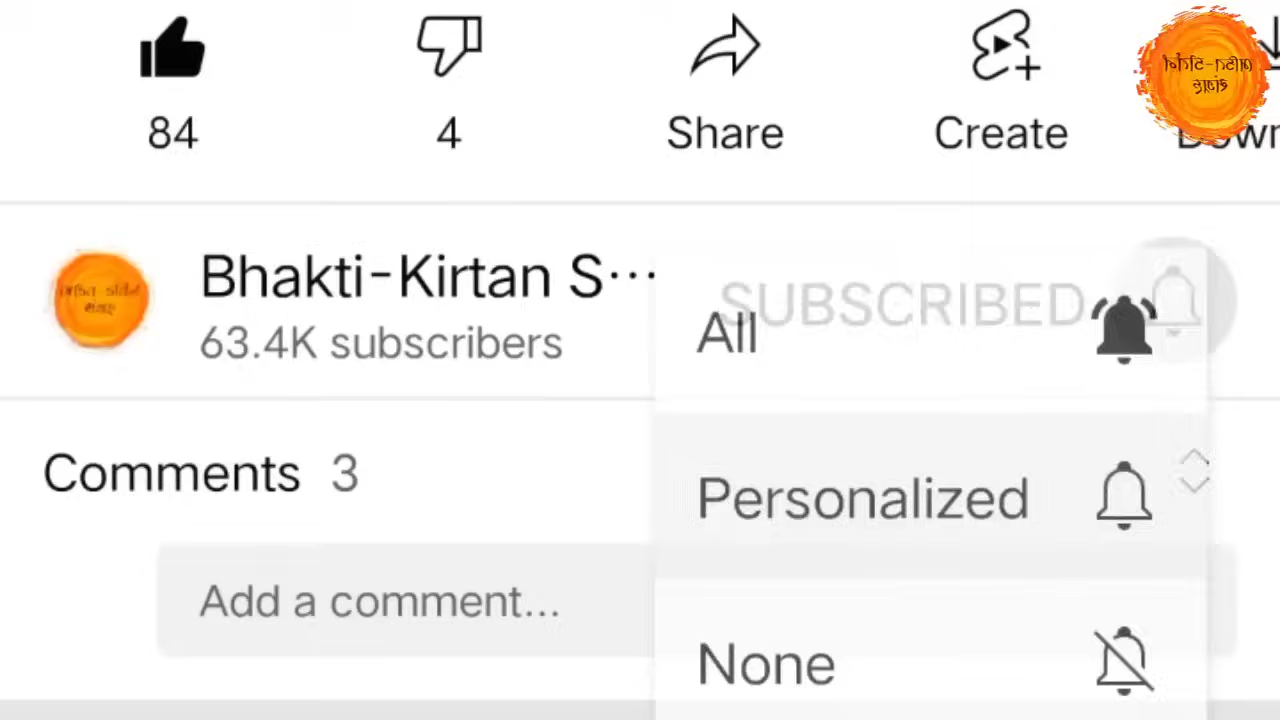 84
4
Share
Create
Bhakti-Kirtan S···
63.4K subscribers
SUBSCRIBED
All
Comments 3
Personalized
Add a comment...
None